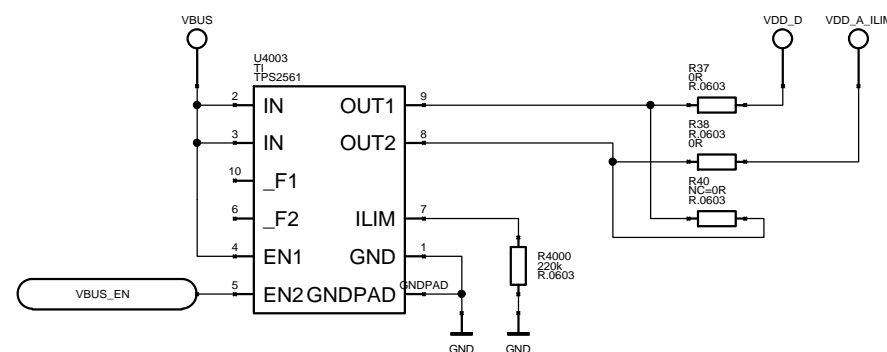 VBUS
VDD_D
VDD_A_ILIM
U4003
TI
TPS2561
R37
0R
R.0603
2
IN
OUT1
9
R38
R.0603
0R
3
IN
OUT2
8
R40
NC=0R
R.0603
10
_F1
6
_F2
ILIM
7
4
EN1
GND
1
R4000
220k
R.0603
VBUS_EN
5
EN2
GNDPAD
GNDPAD
GND
GND